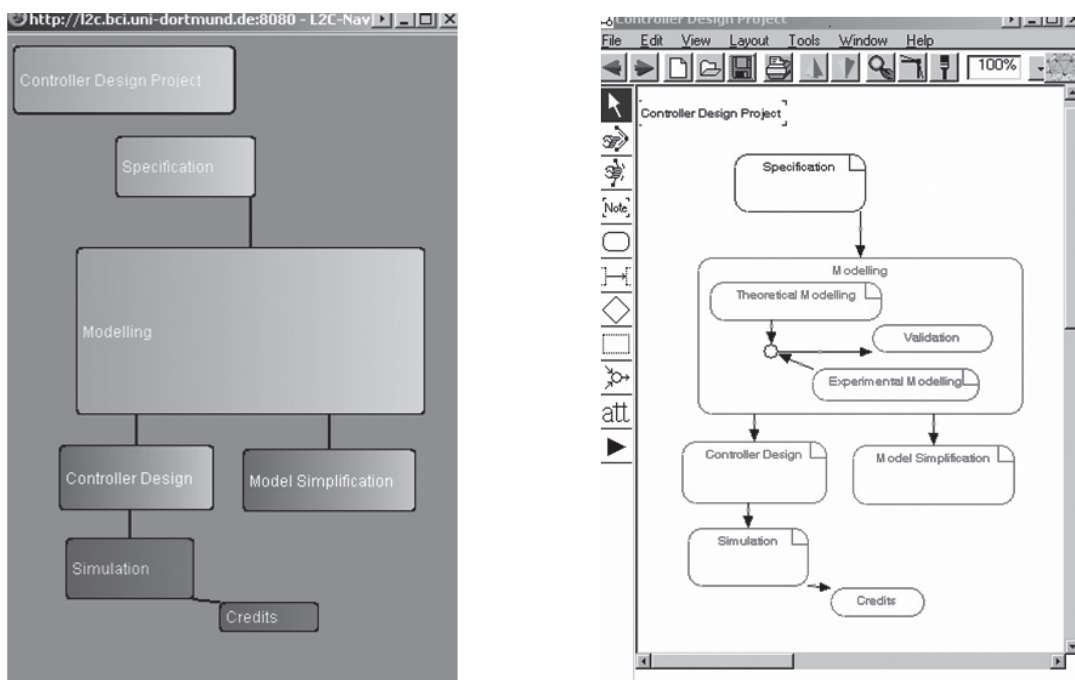 http://l2c.bci.uni-dortmund.de:8080 - L2C-Nav
Controller Design Project
Specification
Modelling
Controller Design
Model Simplification
Simulation
Credits
Controller Design Project
File Edit View Layout Tools Window Help
100%
Controller Design Project
Specification
Modelling
Theoretical Modelling
Validation
Experimental Modelling
Controller Design
Model Simplification
Simulation
Credits
[Note]
att